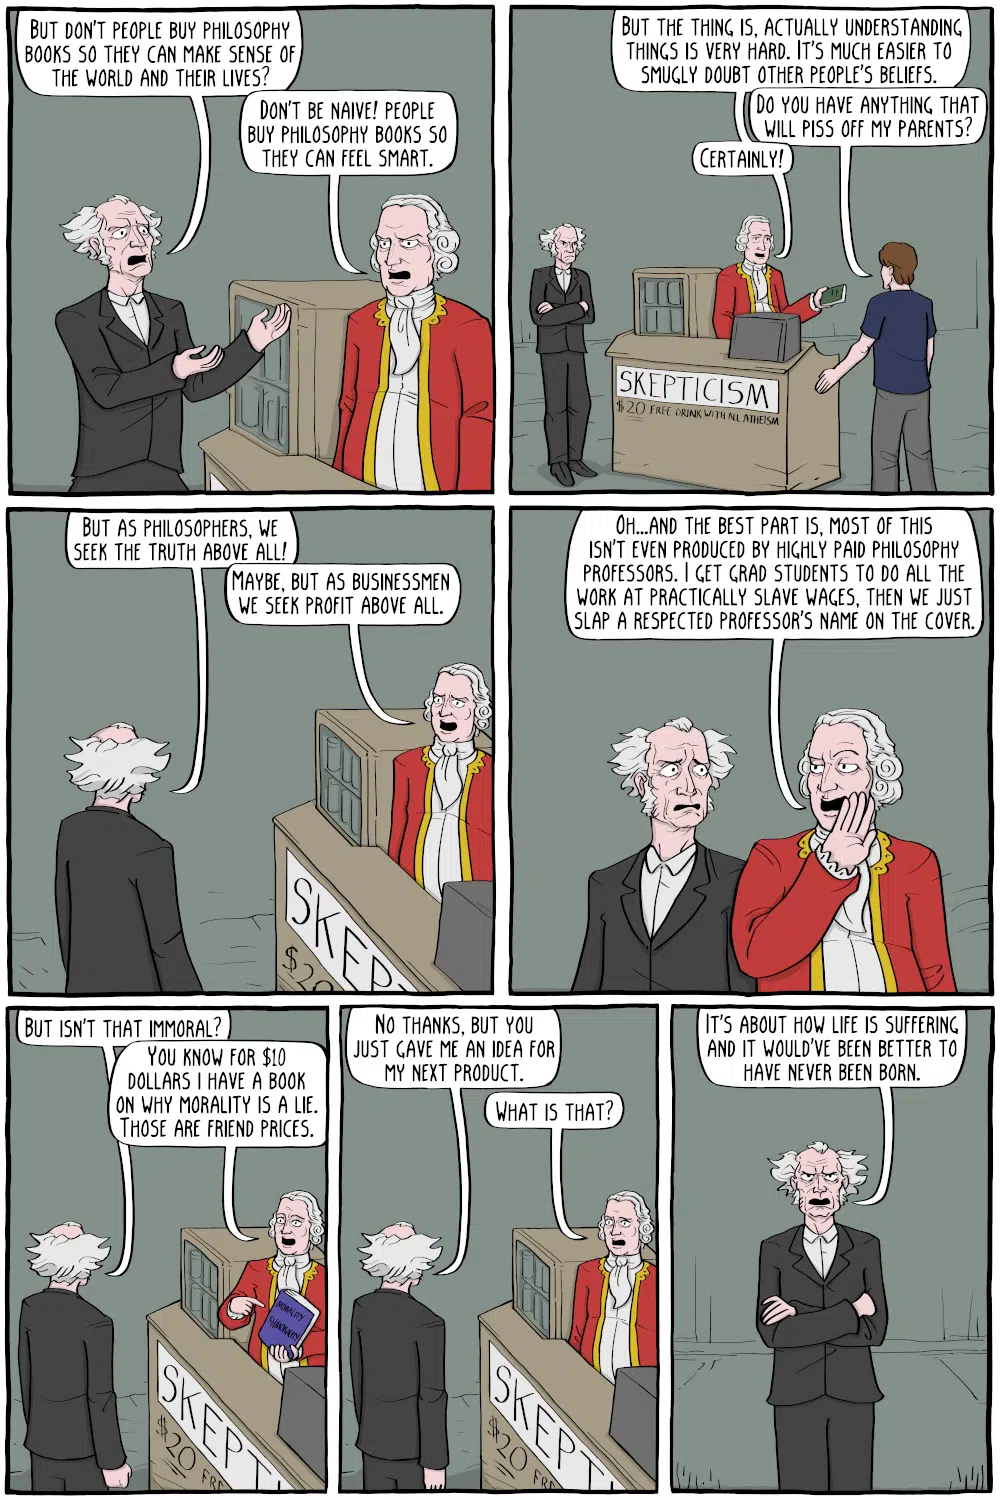 BUT DON'T PEOPLE BUY PHILOSOPHY
BOOKS SO THEY CAN MAKE SENSE OF
THE WORLD AND THEIR LIVES?
DON'T BE NAIVE! PEOPLE
BUY PHILOSOPHY BOOKS SO
THEY CAN FEEL SMART.
BUT THE THING IS, ACTUALLY UNDERSTANDING
THINGS IS VERY HARD. IT'S MUCH EASIER TO
SMUGLY DOUBT OTHER PEOPLE'S BELIEFS.
DO YOU HAVE ANYTHING THAT
WILL PISS OFF MY PARENTS?
CERTAINLY!
SKEPTICISM
$20 FREE DRINK WITH ALL ATHEISM
BUT AS PHILOSOPHERS, WE
SEEK THE TRUTH ABOVE ALL!
MAYBE, BUT AS BUSINESSMEN
WE SEEK PROFIT ABOVE ALL.
SKEPT
$20
OH...AND THE BEST PART IS, MOST OF THIS
ISN'T EVEN PRODUCED BY HIGHLY PAID PHILOSOPHY
PROFESSORS. I GET GRAD STUDENTS TO DO ALL THE
WORK AT PRACTICALLY SLAVE WAGES, THEN WE JUST
SLAP A RESPECTED PROFESSOR'S NAME ON THE COVER.
BUT ISN'T THAT IMMORAL?
YOU KNOW FOR $10
DOLLARS I HAVE A BOOK
ON WHY MORALITY IS A LIE.
THOSE ARE FRIEND PRICES.
MORALITY
SHMORALITY
SKEPT
$20 FRE
NO THANKS, BUT YOU
JUST GAVE ME AN IDEA FOR
MY NEXT PRODUCT.
WHAT IS THAT?
SKEPTI
$20 FRE
IT'S ABOUT HOW LIFE IS SUFFERING
AND IT WOULD'VE BEEN BETTER TO
HAVE NEVER BEEN BORN.